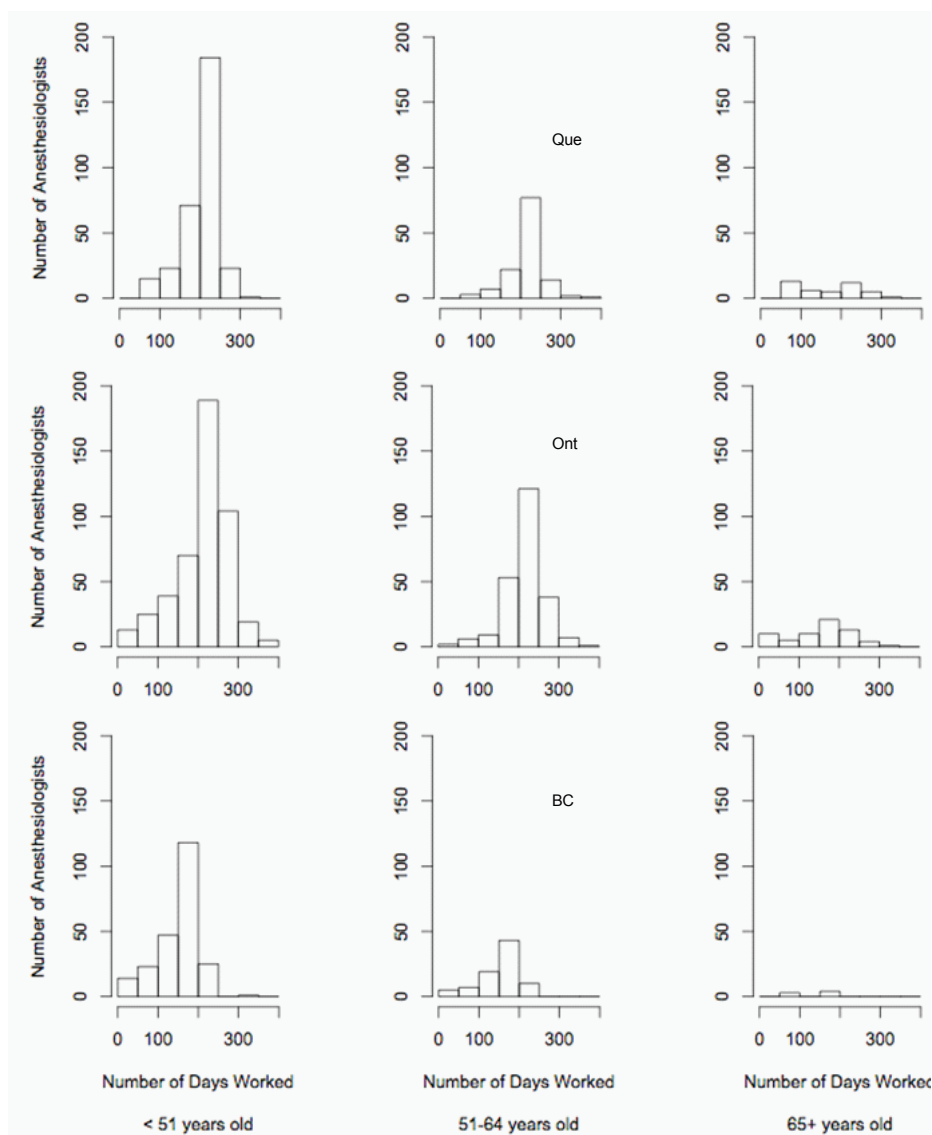 200 200 200
150 150 150
100 100 100
50 50 50
0 0 0
Number of Anesthesiologists
Que
0 100 300 0 100 300 0 100 300
200 200 200
150 150 150
100 100 100
50 50 50
0 0 0
Number of Anesthesiologists
Ont
0 100 300 0 100 300 0 100 300
200 200 200
150 150 150
100 100 100
50 50 50
0 0 0
Number of Anesthesiologists
BC
0 100 300 0 100 300 0 100 300
Number of Days Worked Number of Days Worked Number of Days Worked
< 51 years old 51-64 years old 65+ years old